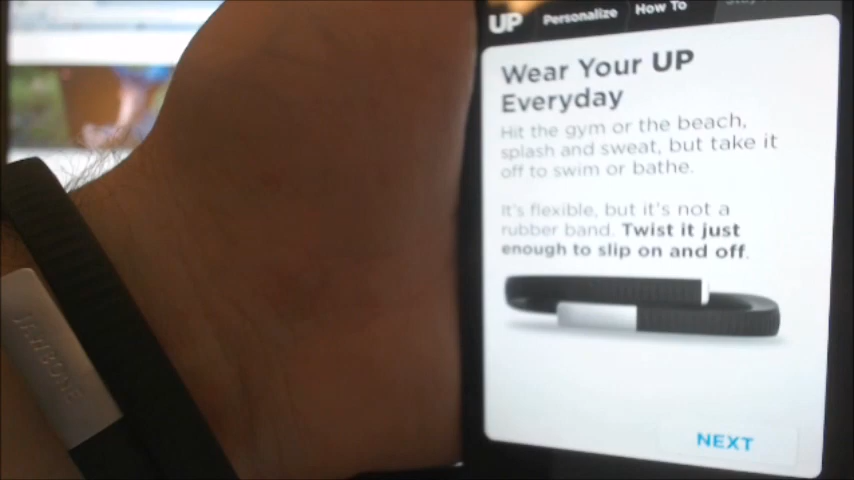 UP Personalize How To
Wear Your UP
Everyday
Hit the gym or the beach,
splash and sweat, but take it
off to swim or bathe.
It's flexible, but it's not a
rubber band. Twist it just
enough to slip on and off.
JAWBONE
NEXT